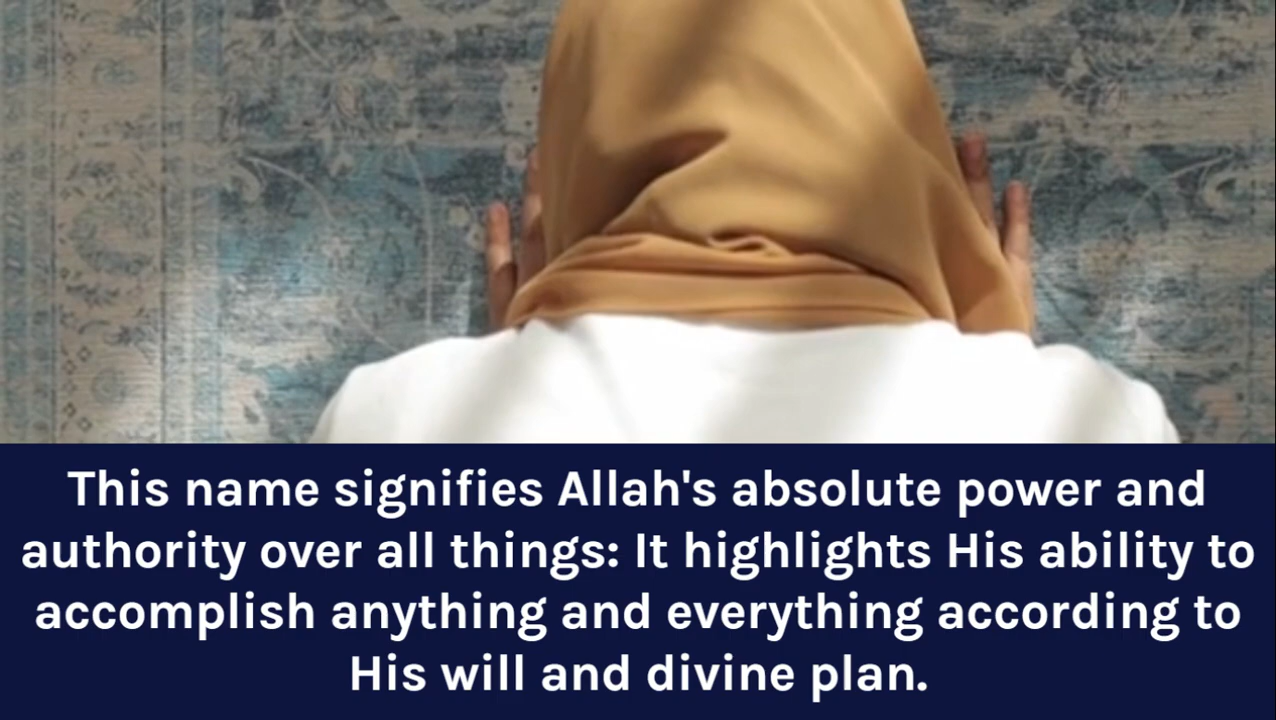 This name signifies Allah's absolute power and
authority over all things: It highlights His ability to
accomplish anything and everything according to
His will and divine plan.